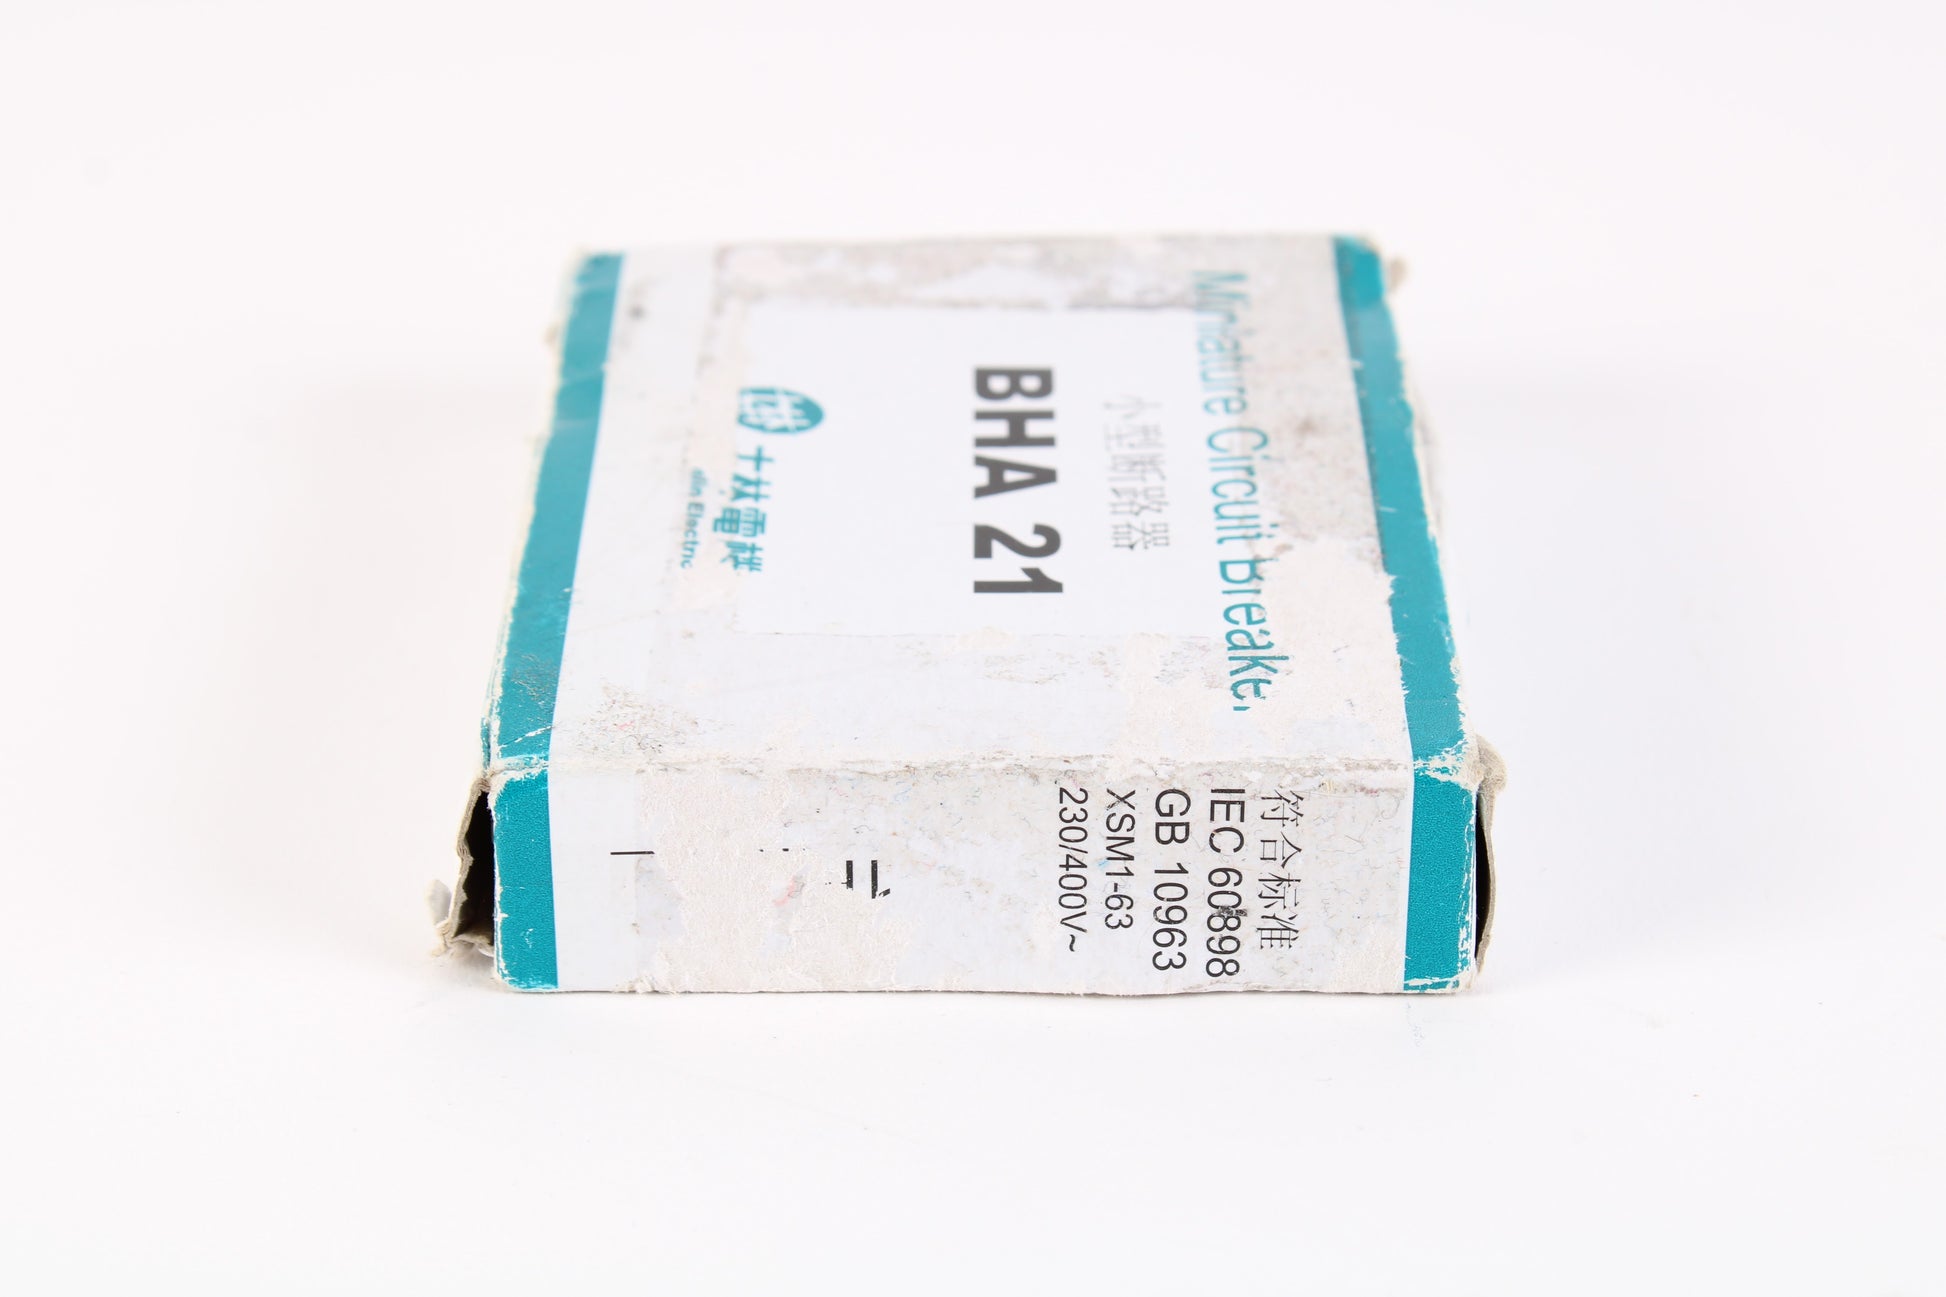 Miniature Circuit Breake
小型断路器
BHA 21
士林電機
lin Electric
符合标准
IEC 60898
GB 10963
XSM1-63
230/400V~